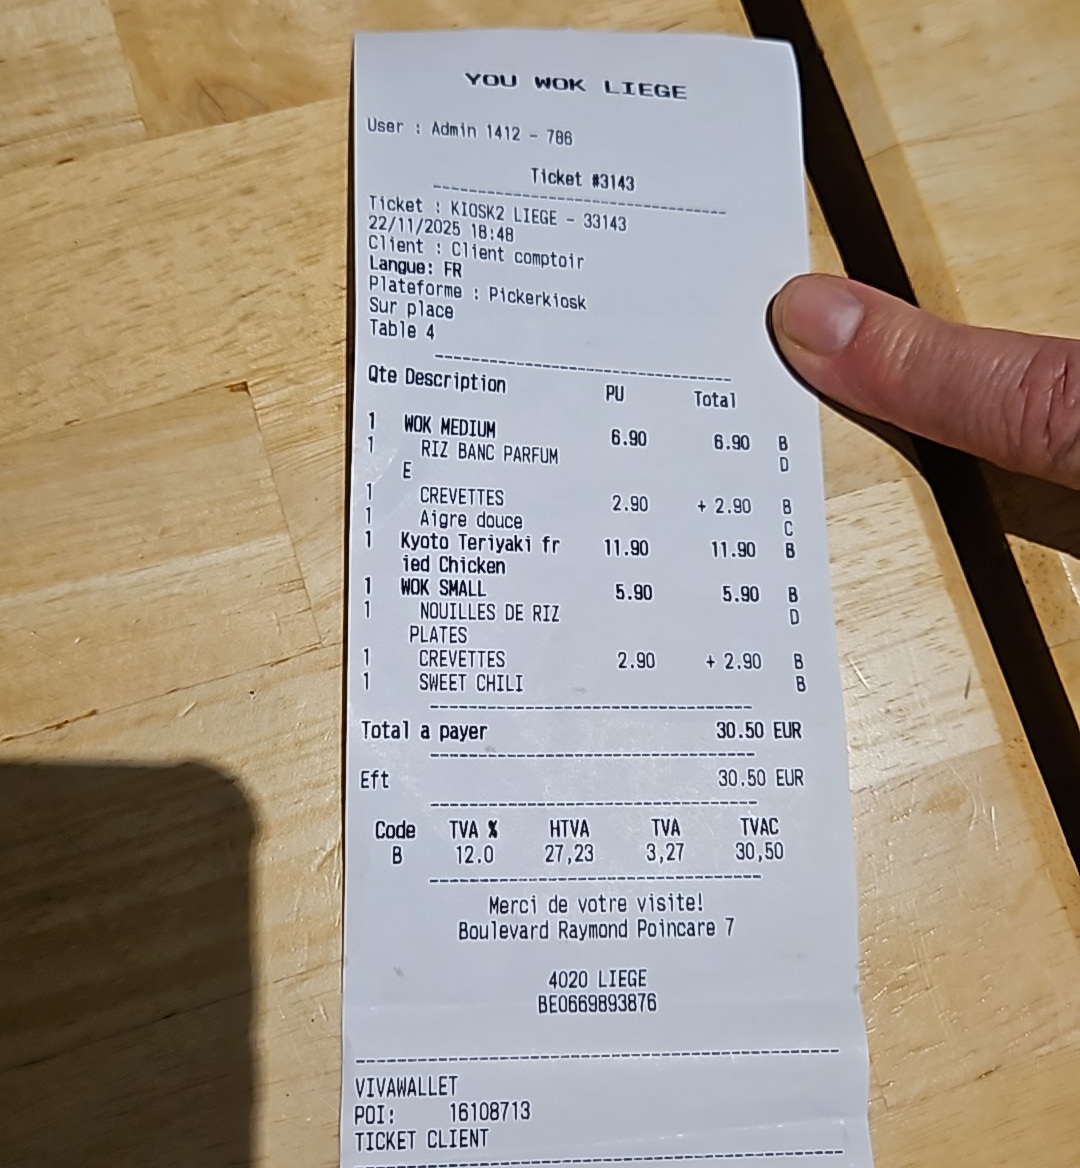 YOU WOK LIEGE
User : Admin 1412 - 786
Ticket #3143
Ticket : KIOSK2 LIEGE - 33143
22/11/2025 18:48
Client : Client comptoir
Langue: FR
Plateforme : Pickerkiosk
Sur place
Table 4
Qte Description PU Total
1 WOK MEDIUM 6.90 6.90 B
1 RIZ BANC PARFUM D
E
1 CREVETTES 2.90 + 2.90 B
1 Aigre douce C
1 Kyoto Teriyaki fr 11.90 11.90 B
ied Chicken
1 WOK SMALL 5.90 5.90 B
1 NOUILLES DE RIZ D
PLATES
1 CREVETTES 2.90 + 2.90 B
1 SWEET CHILI B
Total a payer 30.50 EUR
Eft 30.50 EUR
Code TVA % HTVA TVA TVAC
B 12.0 27,23 3,27 30,50
Merci de votre visite!
Boulevard Raymond Poincare 7
4020 LIEGE
BE0669893876
VIVAWALLET
POI: 16108713
TICKET CLIENT